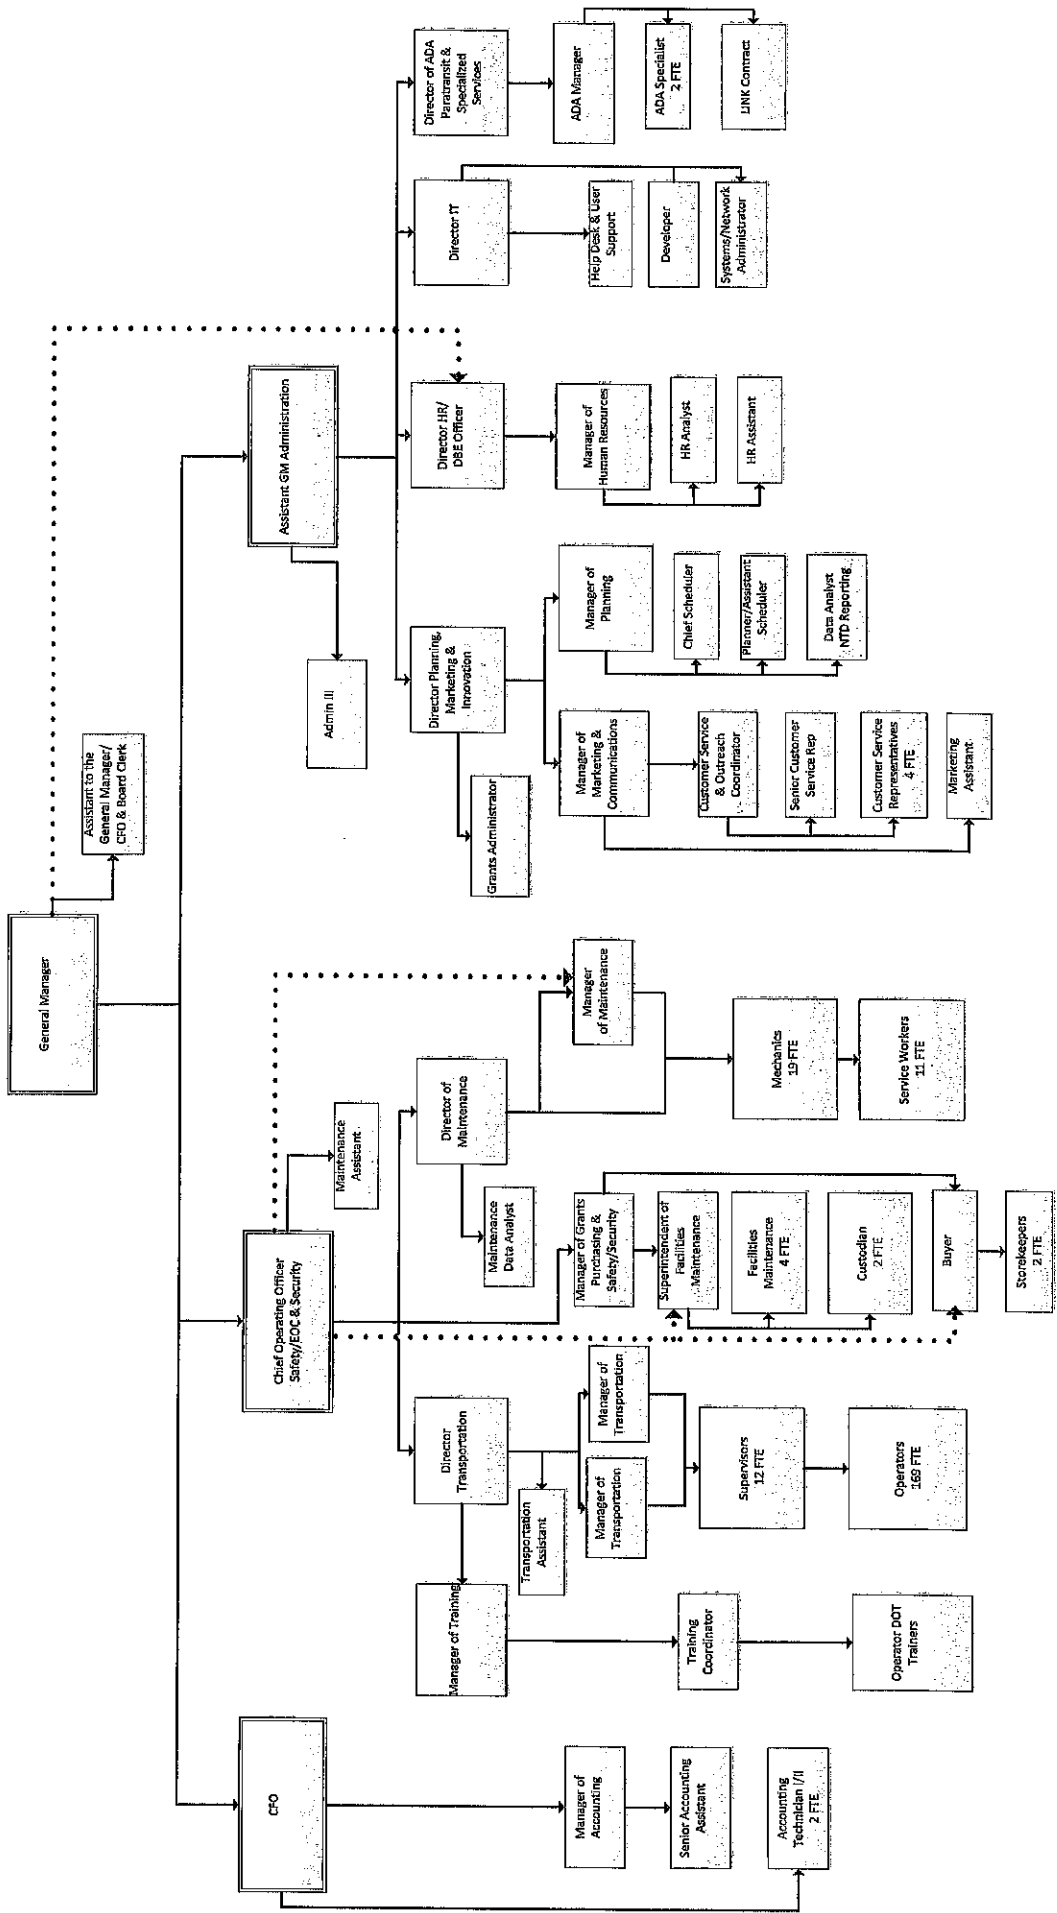 General Manager
Assistant to the
General Manager/
CFO & Board Clerk
CFO
Chief Operating Officer
Safety/EOC & Security
Assistant GM Administration
Maintenance
Assistant
Admin III
Manager of Training
Director
Transportation
Director of
Maintenance
Director Planning,
Marketing &
Innovation
Director HR/
DBE Officer
Director IT
Director of ADA
Paratransit &
Specialized
Services
Transportation
Assistant
Maintenance
Data Analyst
Grants Administrator
Manager of
Accounting
Manager of
Transportation
Manager of
Transportation
Manager of Grants
Purchasing &
Safety/Security
Manager
of Maintenance
Manager of
Marketing &
Communications
Manager of
Planning
Manager of
Human Resources
Help Desk & User
Support
ADA Manager
Senior Accounting
Assistant
Training
Coordinator
Supervisors
12 FTE
Superintendent of
Facilities
Maintenance
Customer Service
& Outreach
Coordinator
Chief Scheduler
HR Analyst
Developer
ADA Specialist
2 FTE
Accounting
Technician I/II
2 FTE
Facilities
Maintenance
4 FTE
Mechanics
19 FTE
Senior Customer
Service Rep
Planner/Assistant
Scheduler
HR Assistant
Systems/Network
Administrator
LINK Contract
Operator DOT
Trainers
Operators
169 FTE
Custodian
2 FTE
Service Workers
11 FTE
Customer Service
Representatives
4 FTE
Data Analyst
NTD Reporting
Buyer
Marketing
Assistant
Storekeepers
2 FTE